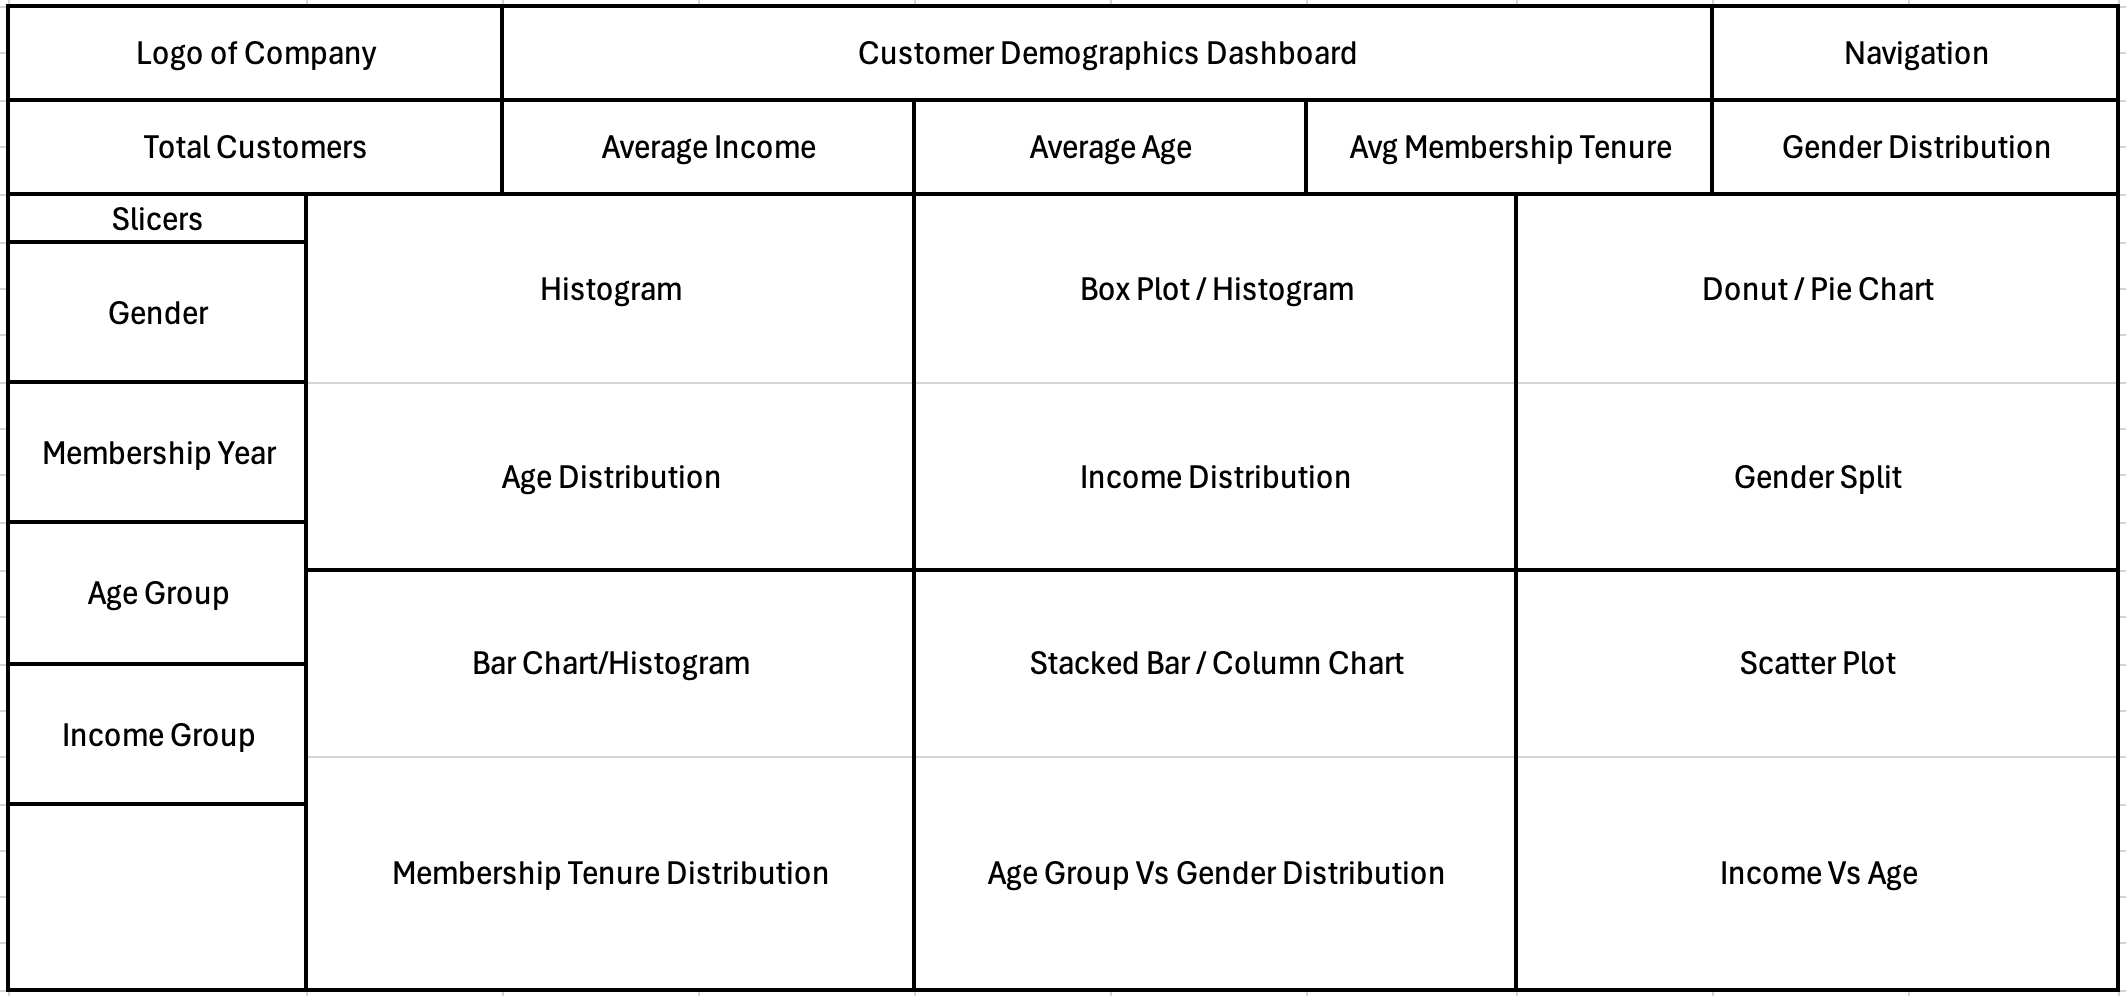 Logo of Company
Customer Demographics Dashboard
Navigation
Total Customers
Average Income
Average Age
Avg Membership Tenure
Gender Distribution
Slicers
Gender
Membership Year
Age Group
Income Group
Histogram
Age Distribution
Box Plot / Histogram
Income Distribution
Donut / Pie Chart
Gender Split
Bar Chart/Histogram
Membership Tenure Distribution
Stacked Bar / Column Chart
Age Group Vs Gender Distribution
Scatter Plot
Income Vs Age